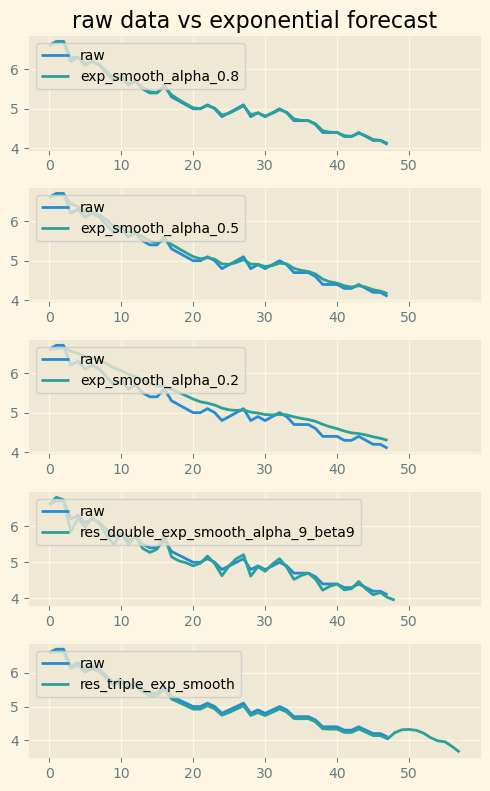 raw data vs exponential forecast
raw
exp_smooth_alpha_0.8
6
5
4
0 10 20 30 40 50
raw
exp_smooth_alpha_0.5
6
5
4
0 10 20 30 40 50
raw
exp_smooth_alpha_0.2
6
5
4
0 10 20 30 40 50
raw
res_double_exp_smooth_alpha_9_beta9
6
5
4
0 10 20 30 40 50
raw
res_triple_exp_smooth
6
5
4
0 10 20 30 40 50